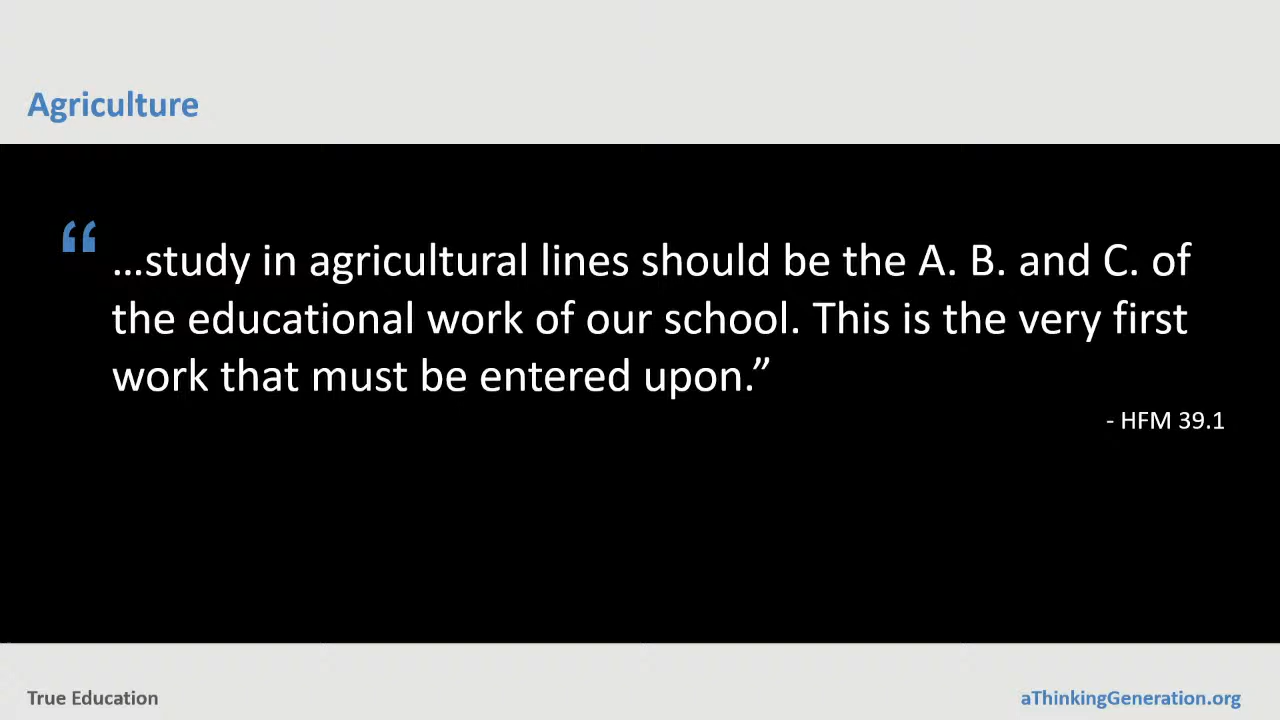 Agriculture
“ …study in agricultural lines should be the A. B. and C. of
the educational work of our school. This is the very first
work that must be entered upon.”
- HFM 39.1
True Education
aThinkingGeneration.org